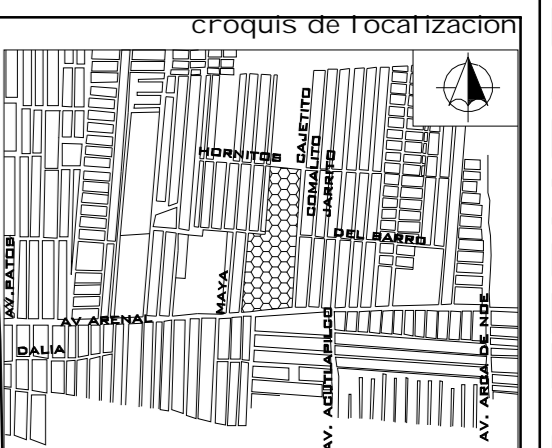 croquis de localizacion
HORNITOS
CAJETITO
COMALITO
JARRITO
DEL BARRO
AV.PATOS
MAYA
AV ARENAL
DALIA
AV. ACUTLAPILCO
AV. ARCA DE NOE